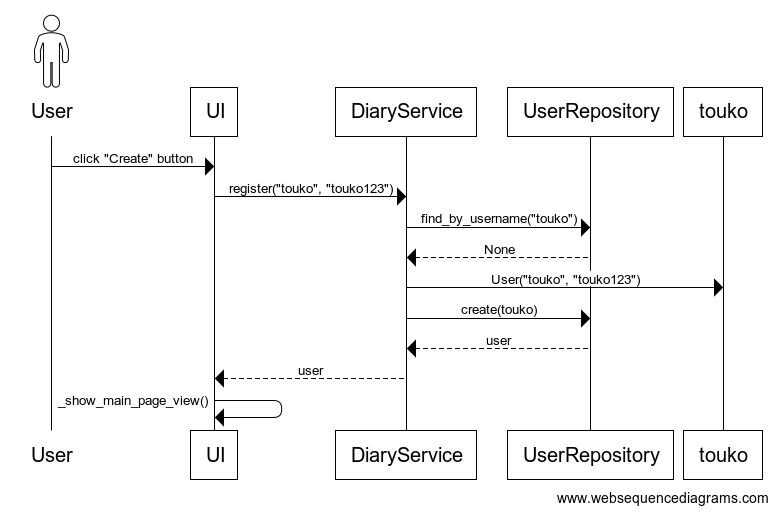 User
UI
DiaryService
UserRepository
touko
click "Create" button
register("touko", "touko123")
find_by_username("touko")
None
User("touko", "touko123")
create(touko)
user
user
_show_main_page_view()
User
UI
DiaryService
UserRepository
touko
www.websequencediagrams.com